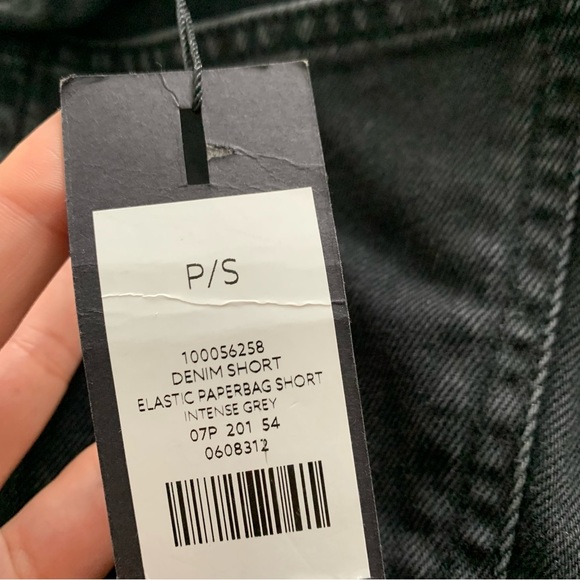 P/S
100056258
DENIM SHORT
ELASTIC PAPERBAG SHORT
INTENSE GREY
07P 201 54
0608312